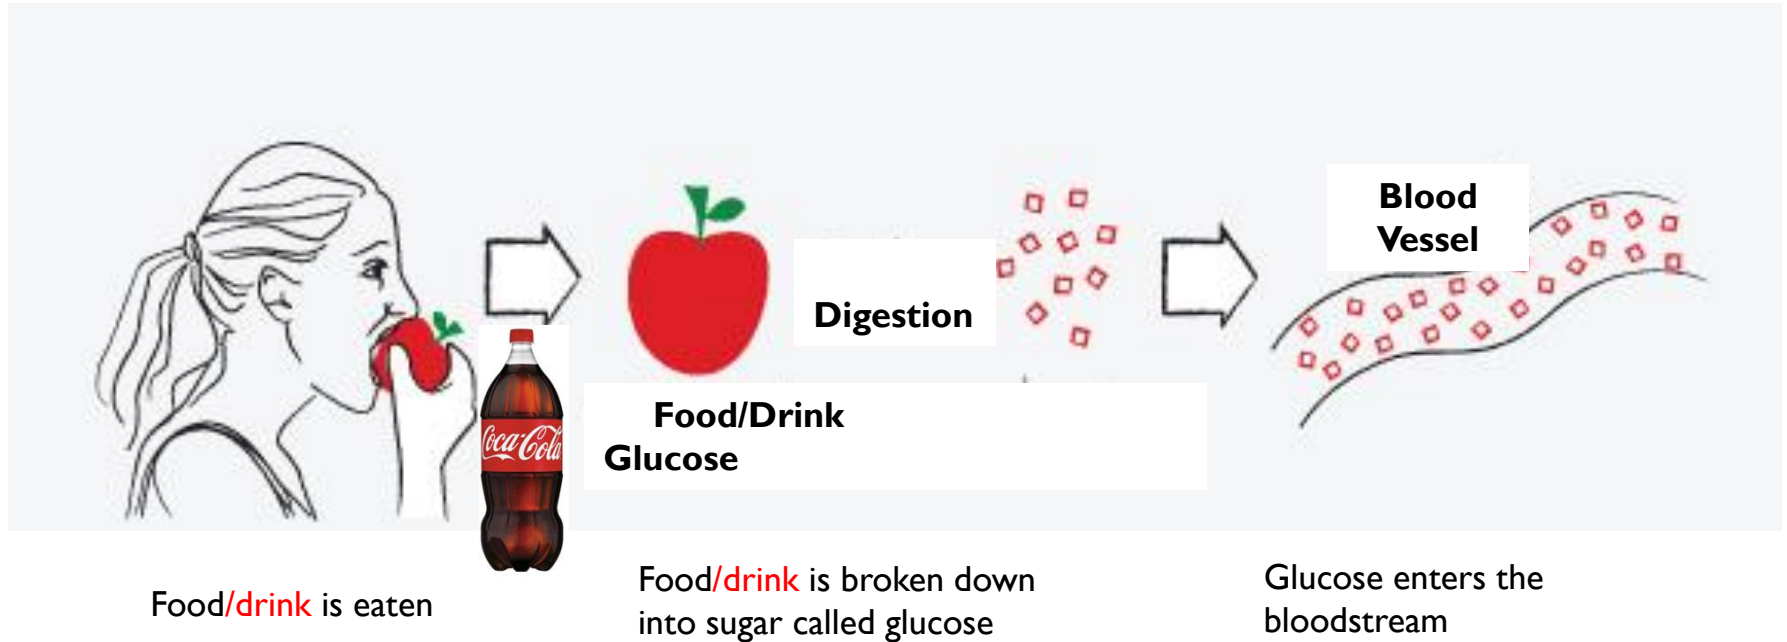 Blood
Vessel
Digestion
Food/Drink
Glucose
Coca-Cola
Food/drink is eaten
Food/drink is broken down
into sugar called glucose
Glucose enters the
bloodstream